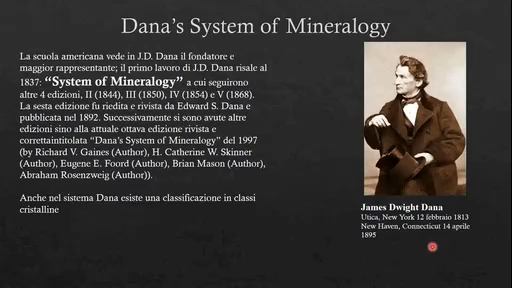 Dana's System of Mineralogy
La scuola americana vede in J.D. Dana il fondatore e
maggior rappresentante; il primo lavoro di J.D. Dana risale al
1837: “System of Mineralogy” a cui seguirono
altre 4 edizioni, II (1844), III (1850), IV (1854) e V (1868).
La sesta edizione fu riedita e rivista da Edward S. Dana e
pubblicata nel 1892. Successivamente si sono avute altre
edizioni sino alla attuale ottava edizione rivista e
correttaintitolata “Dana's System of Mineralogy” del 1997
(by Richard V. Gaines (Author), H. Catherine W. Skinner
(Author), Eugene E. Foord (Author), Brian Mason (Author),
Abraham Rosenzweig (Author)).
Anche nel sistema Dana esiste una classificazione in classi
cristalline
James Dwight Dana
Utica, New York 12 febbraio 1813
New Haven, Connecticut 14 aprile
1895